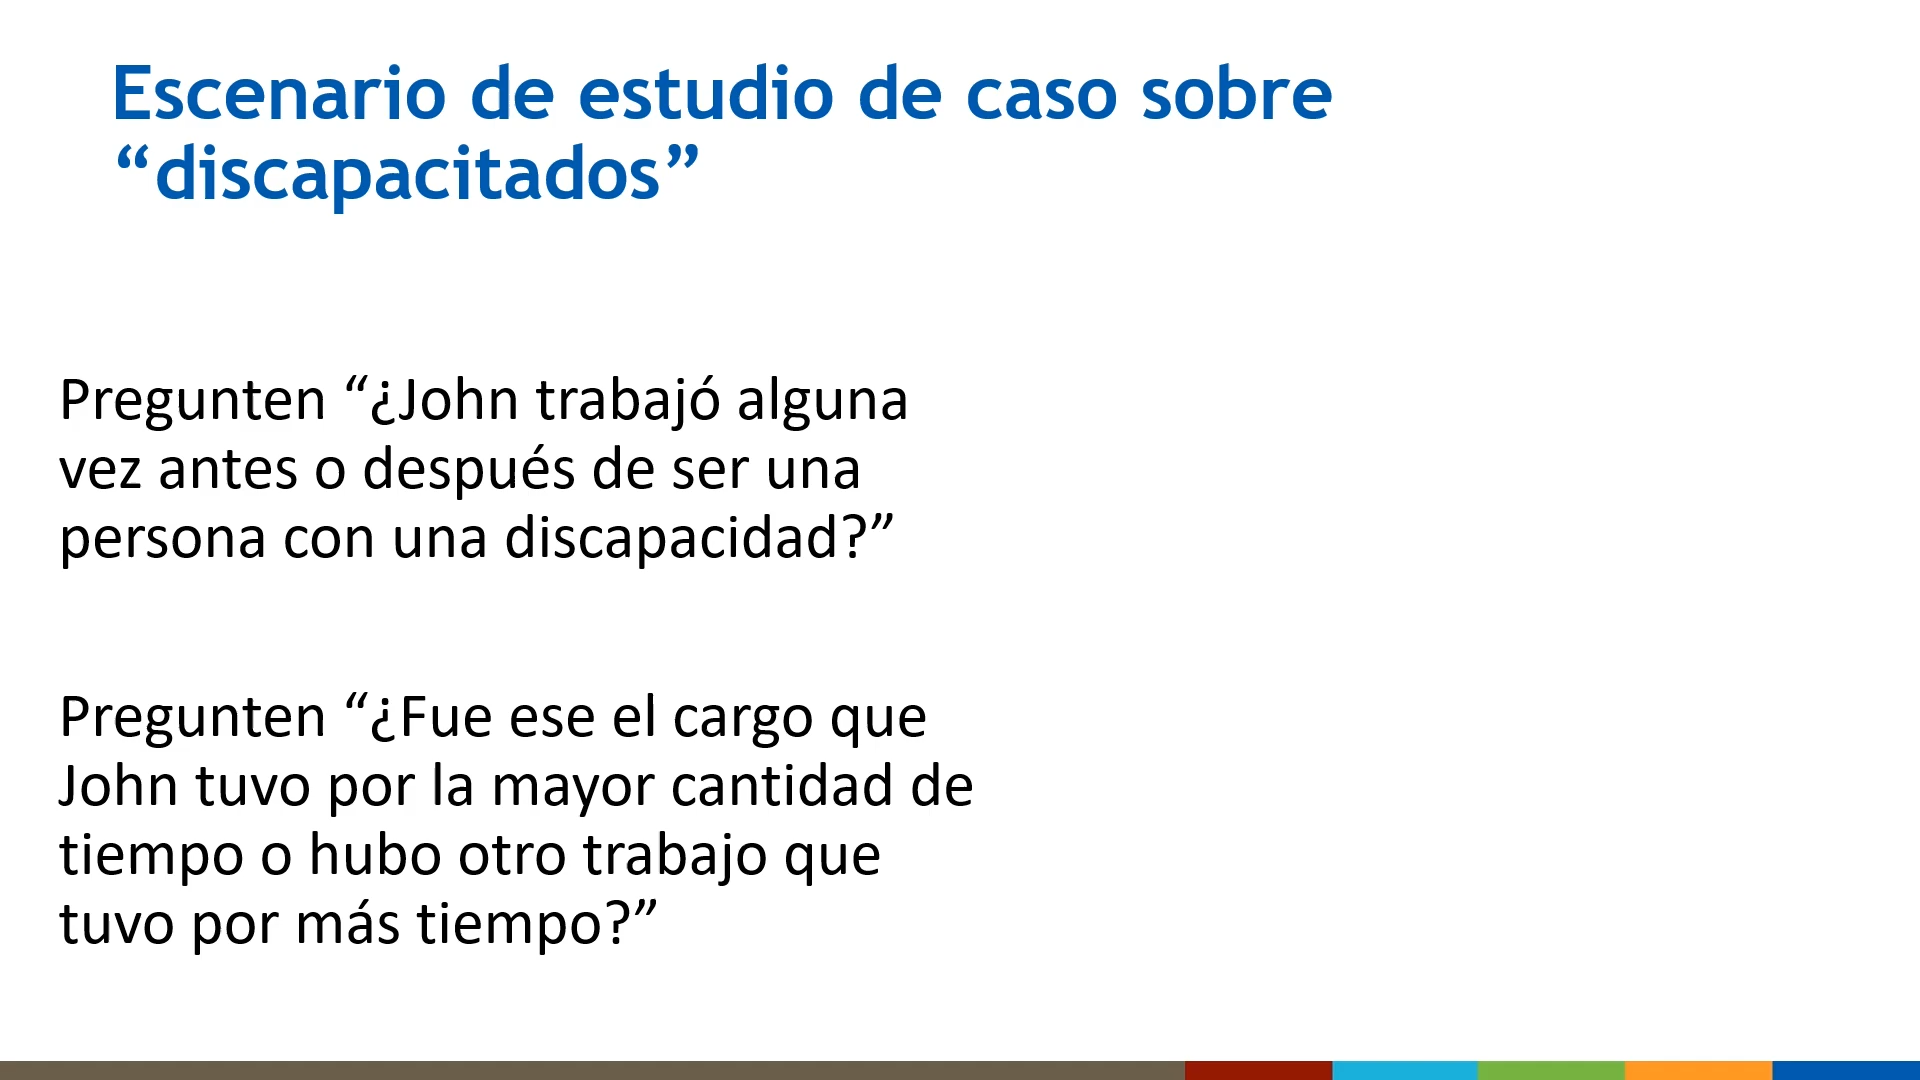 Escenario de estudio de caso sobre
“discapacitados”
Pregunten “¿John trabajó alguna
vez antes o después de ser una
persona con una discapacidad?”
Pregunten “¿Fue ese el cargo que
John tuvo por la mayor cantidad de
tiempo o hubo otro trabajo que
tuvo por más tiempo?”